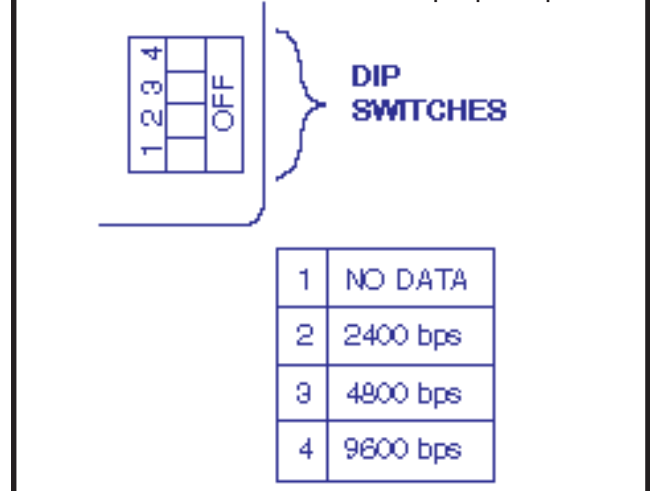 1 2 3 4
OFF
DIP
SWITCHES
1 NO DATA
2 2400 bps
3 4800 bps
4 9600 bps